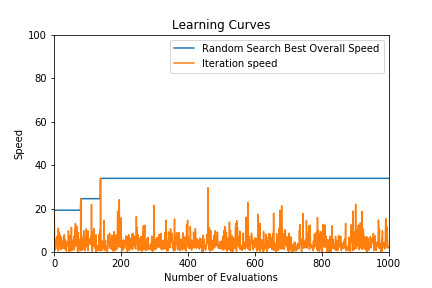 Learning Curves
Random Search Best Overall Speed
Iteration speed
100
80
60
40
20
0
Speed
0 200 400 600 800 1000
Number of Evaluations